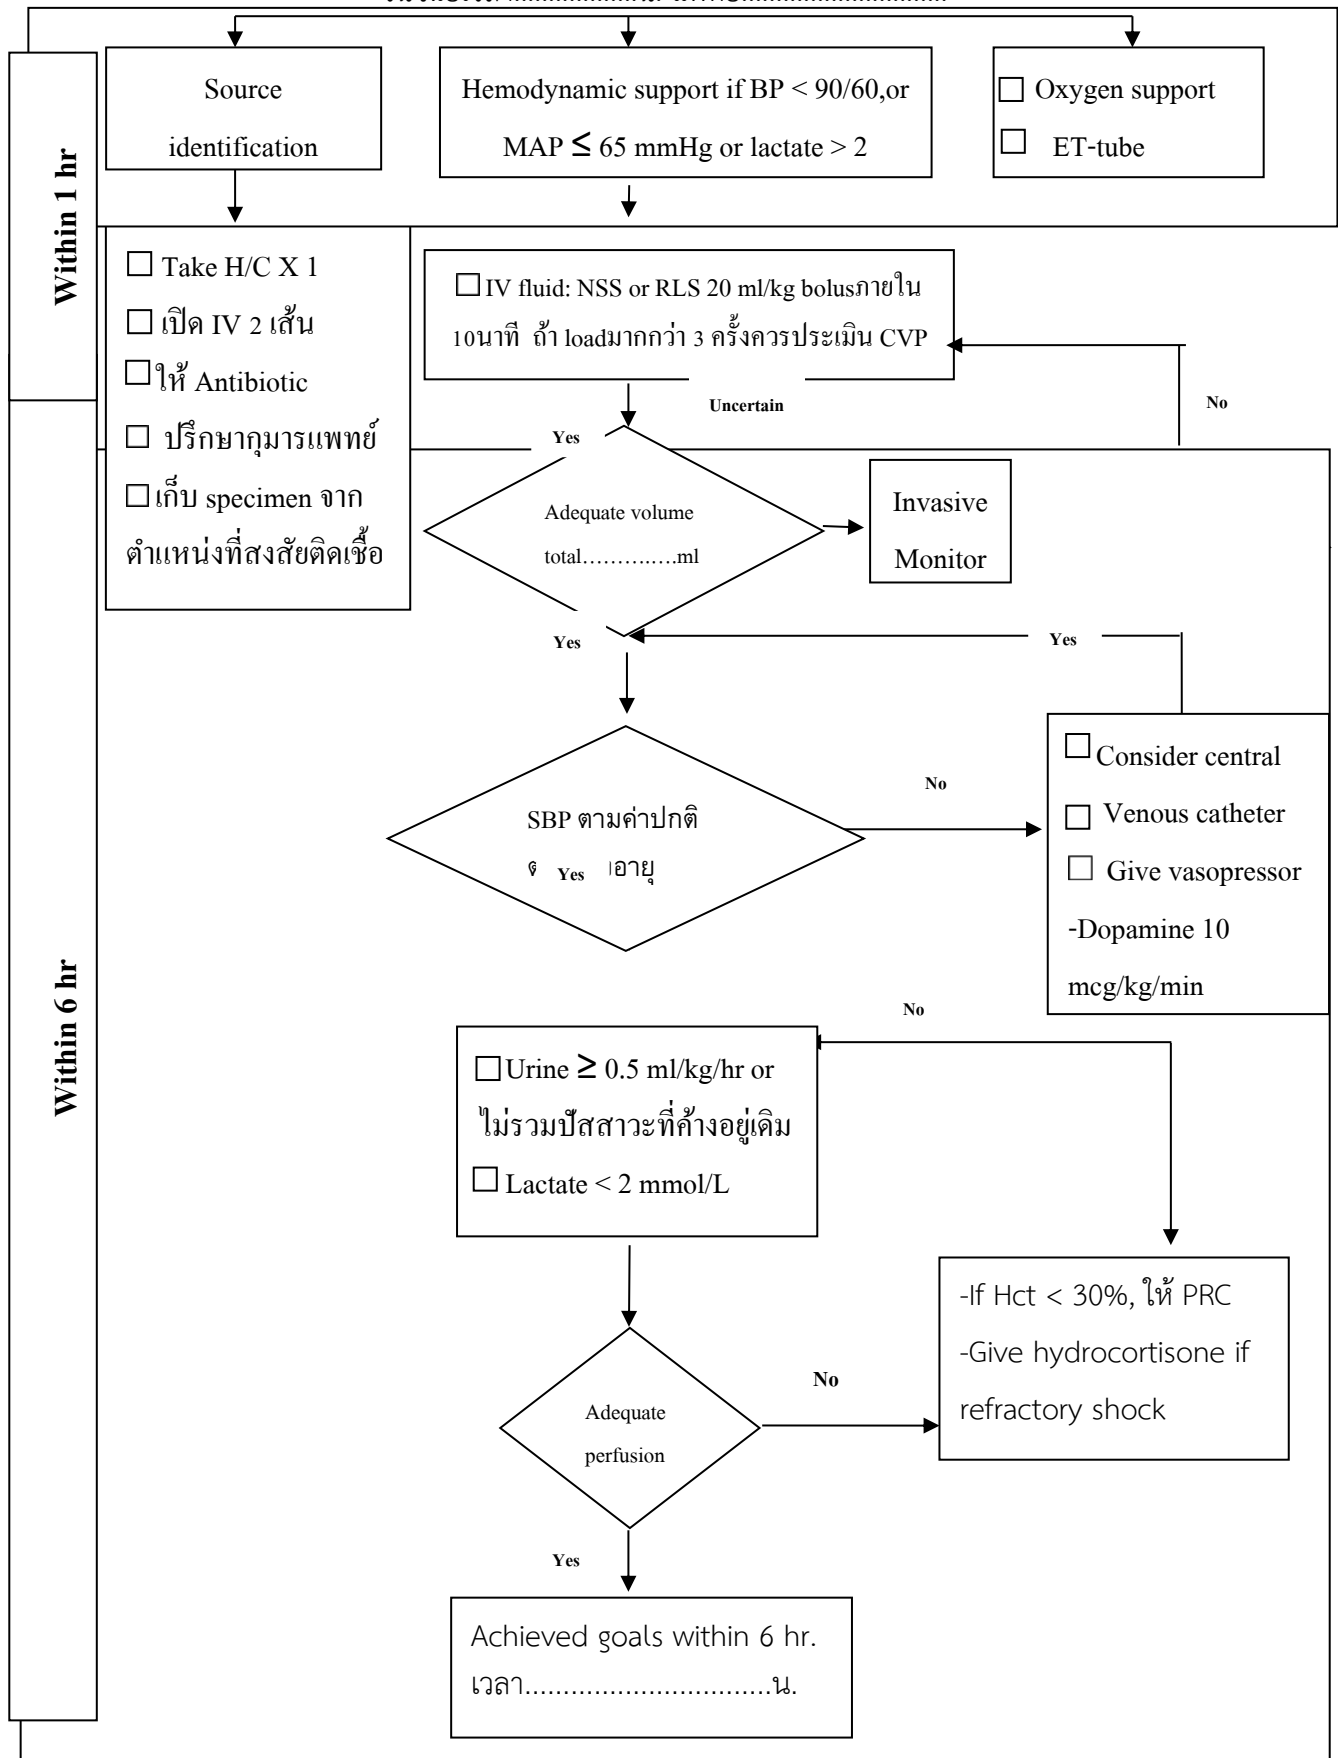 Within 1 hr
Source
identification
Hemodynamic support if BP < 90/60,or
MAP ≤ 65 mmHg or lactate > 2
☐ Oxygen support
☐ ET-tube
☐ Take H/C X 1
☐ เปิด IV 2 เส้น
☐ ให้ Antibiotic
☐ ปรึกษากุมารแพทย์
☐ เก็บ specimen จาก
ตำแหน่งที่สงสัยติดเชื้อ
☐ IV fluid: NSS or RLS 20 ml/kg bolusภายใน
10นาที ถ้า loadมากกว่า 3 ครั้งควรประเมิน CVP
Uncertain
No
Yes
Within 6 hr
Adequate volume
total..............ml
Invasive
Monitor
Yes
Yes
SBP ตามค่าปกติ
อายุ
Yes
No
☐ Consider central
☐ Venous catheter
☐ Give vasopressor
-Dopamine 10
mcg/kg/min
No
☐ Urine ≥ 0.5 ml/kg/hr or
ไม่รวมปัสสาวะที่ค้างอยู่เดิม
☐ Lactate < 2 mmol/L
Adequate
perfusion
No
-If Hct < 30%, ให้ PRC
-Give hydrocortisone if
refractory shock
Yes
Achieved goals within 6 hr.
เวลา................................น.